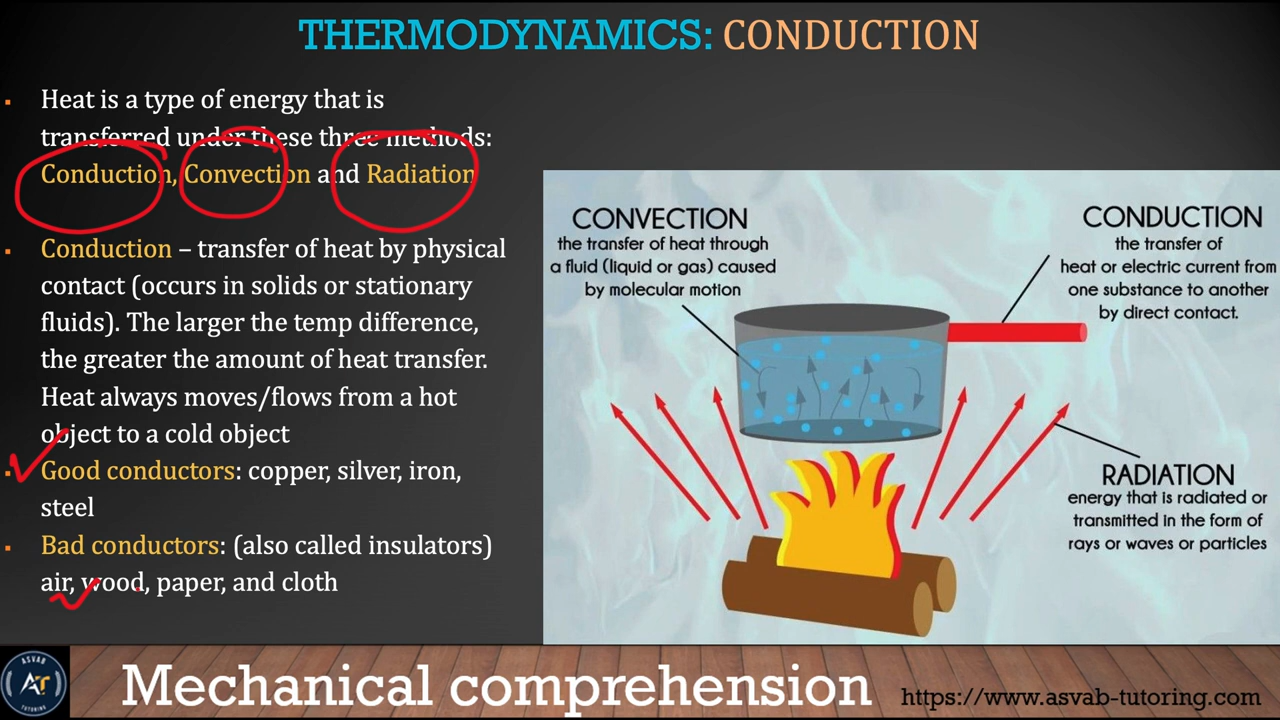 THERMODYNAMICS: CONDUCTION
Heat is a type of energy that is
transferred under these three methods:
Conduction, Convection and Radiation
Conduction – transfer of heat by physical
contact (occurs in solids or stationary
fluids). The larger the temp difference,
the greater the amount of heat transfer.
Heat always moves/flows from a hot
object to a cold object
Good conductors: copper, silver, iron,
steel
Bad conductors: (also called insulators)
air, wood, paper, and cloth
CONVECTION
the transfer of heat through
a fluid (liquid or gas) caused
by molecular motion
CONDUCTION
the transfer of
heat or electric current from
one substance to another
by direct contact.
RADIATION
energy that is radiated or
transmitted in the form of
rays or waves or particles
ASVAB
AT
TUTORING
Mechanical comprehension
https://www.asvab-tutoring.com